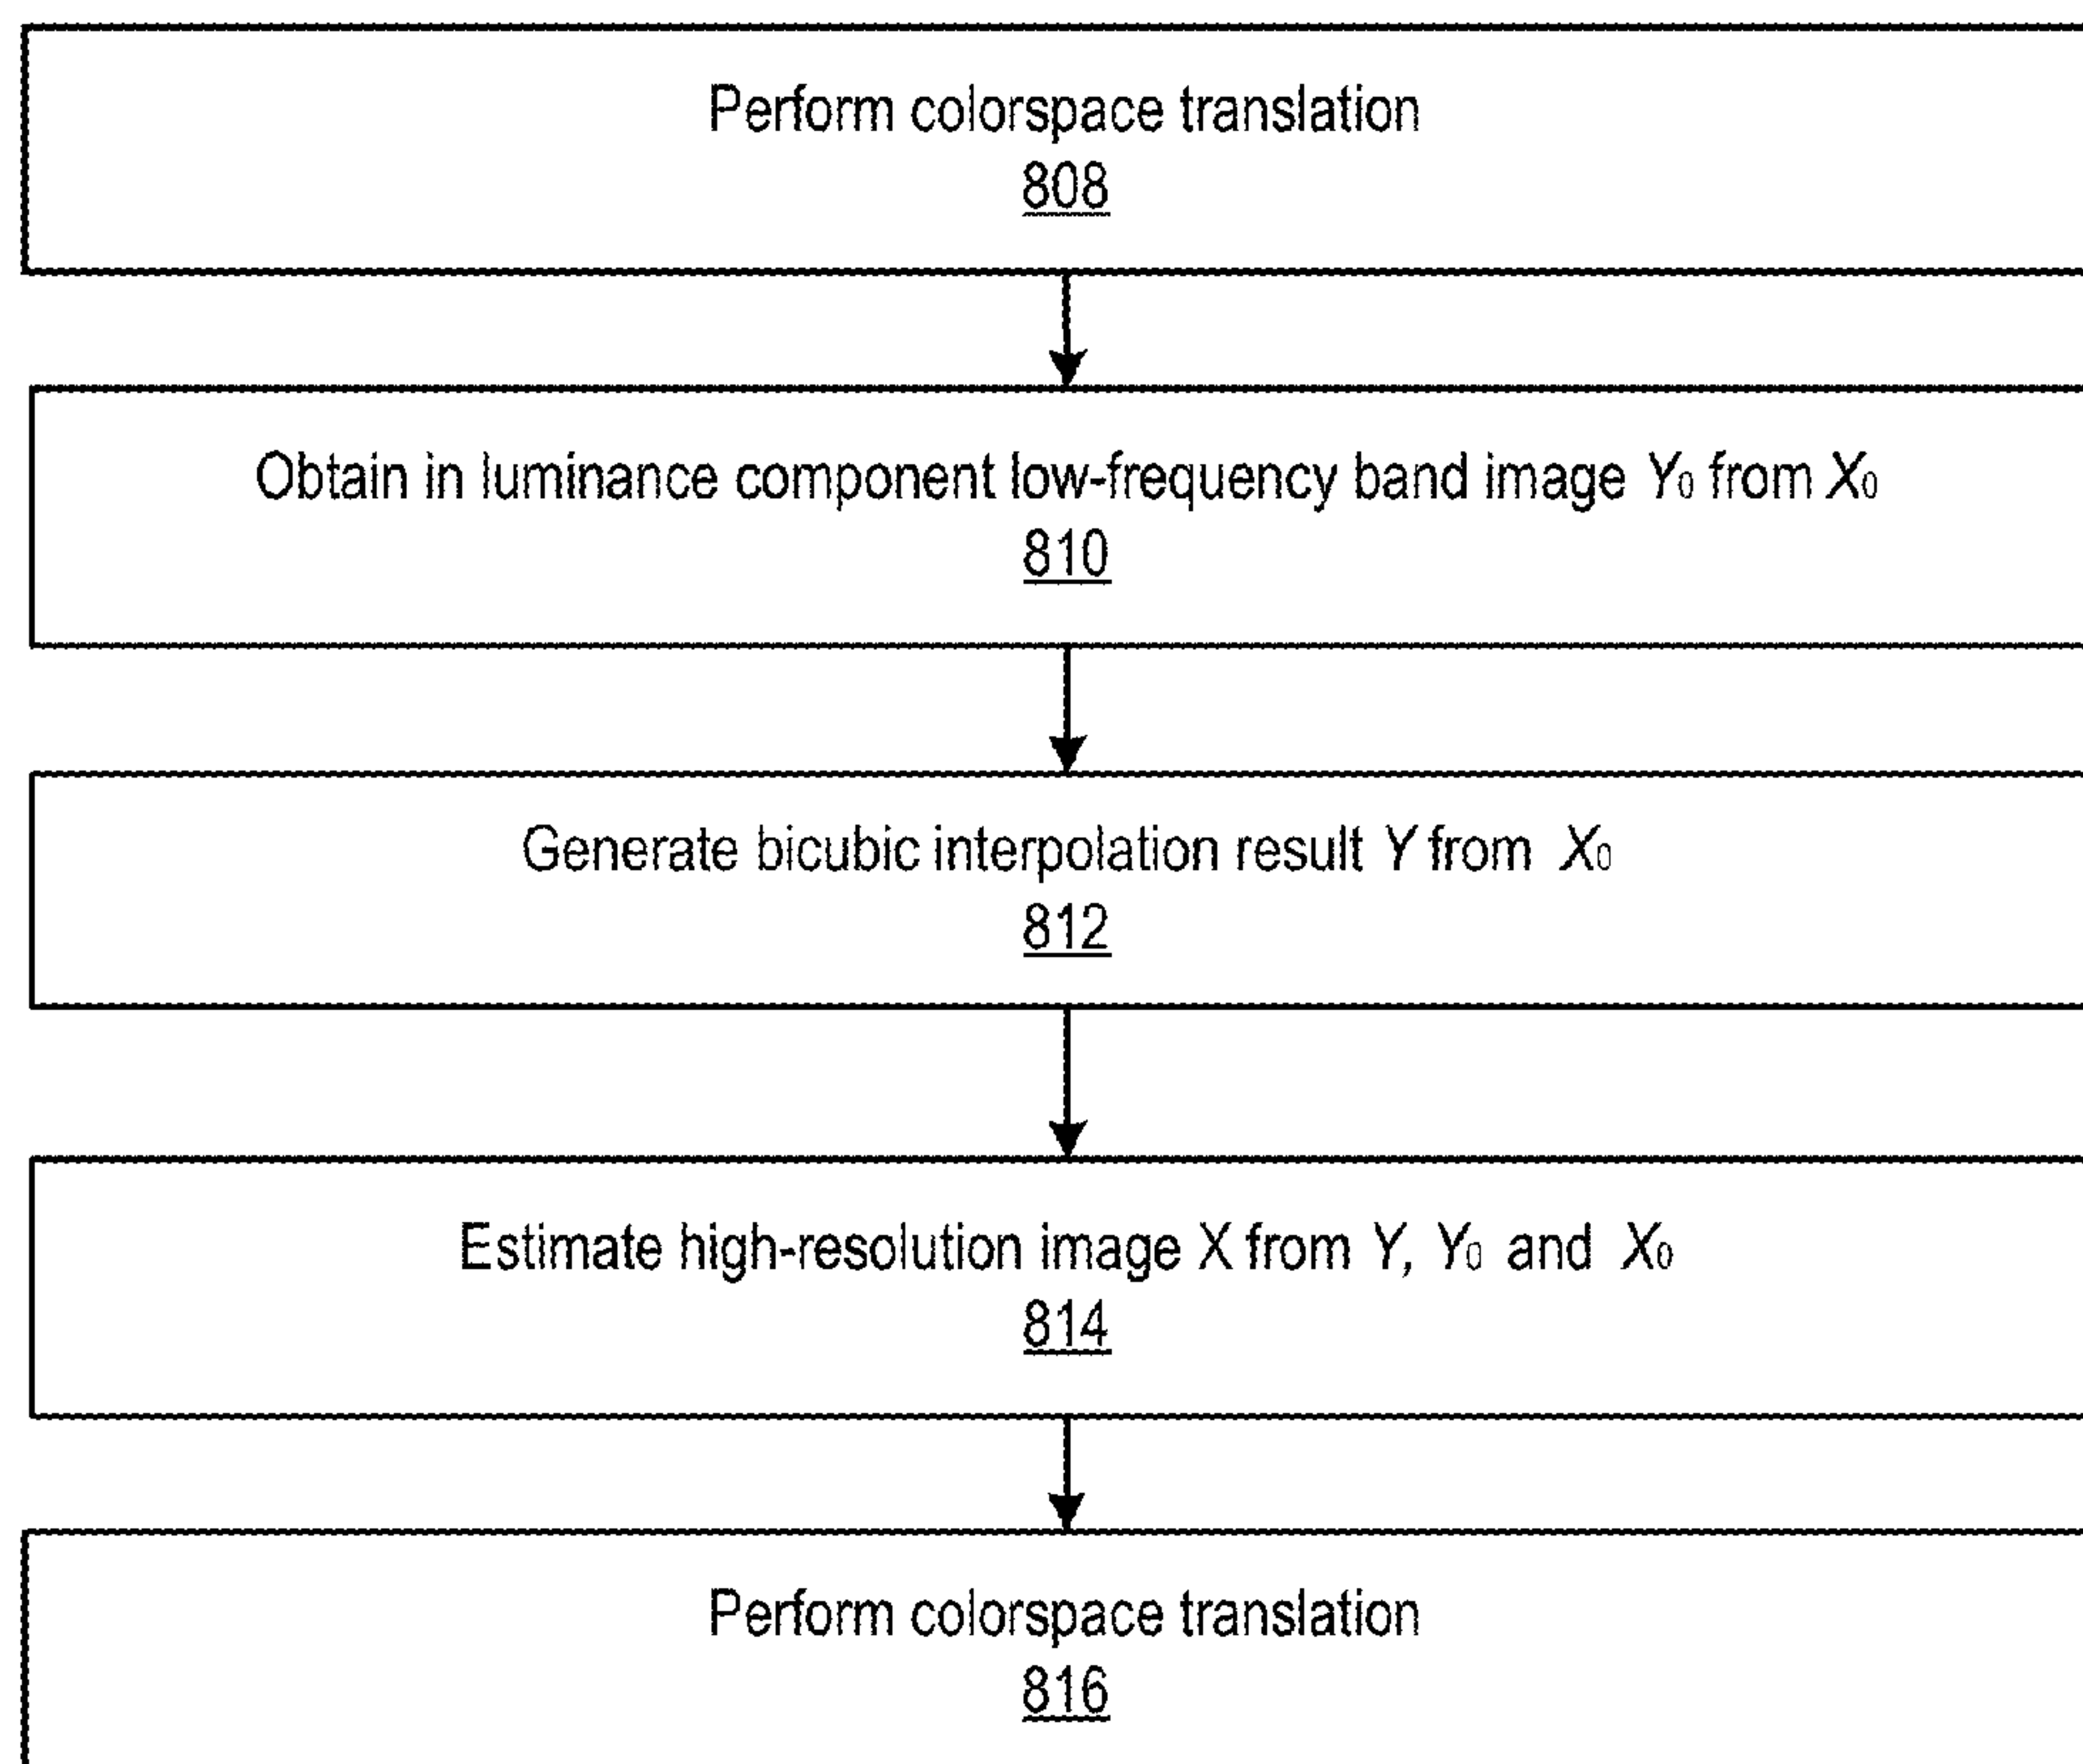 Perform colorspace translation
808
Obtain in luminance component low-frequency band image Y₀ from X₀
810
Generate bicubic interpolation result Y from X₀
812
Estimate high-resolution image X from Y, Y₀ and X₀
814
Perform colorspace translation
816